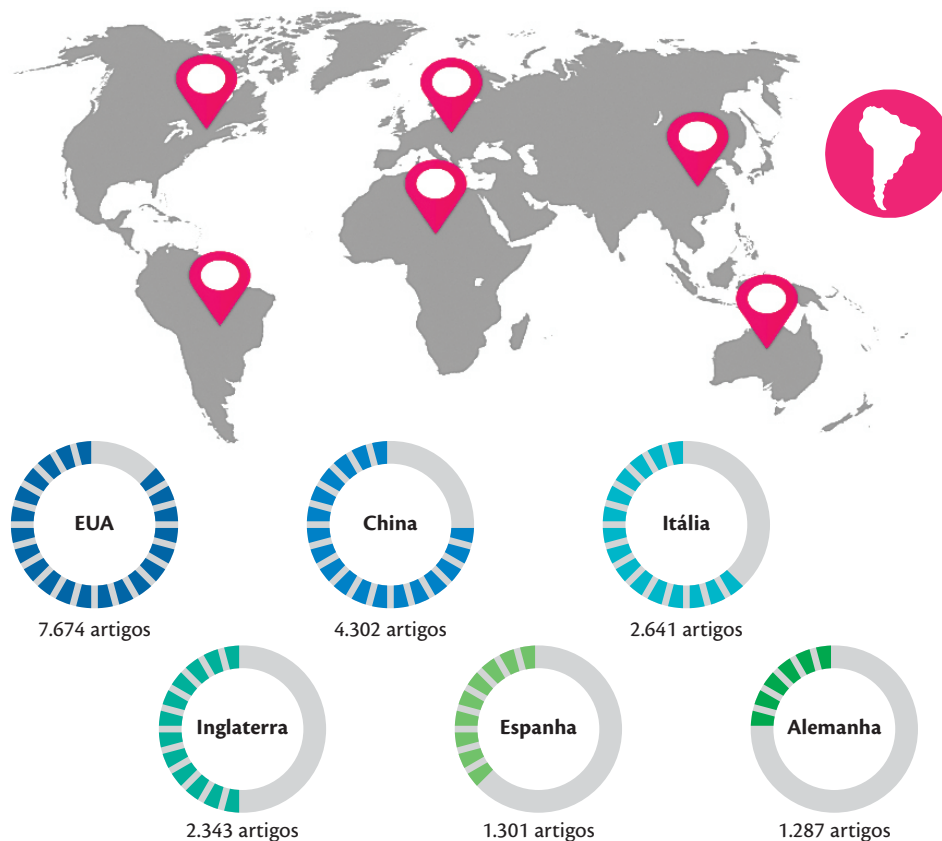 EUA
7.674 artigos
China
4.302 artigos
Itália
2.641 artigos
Inglaterra
2.343 artigos
Espanha
1.301 artigos
Alemanha
1.287 artigos